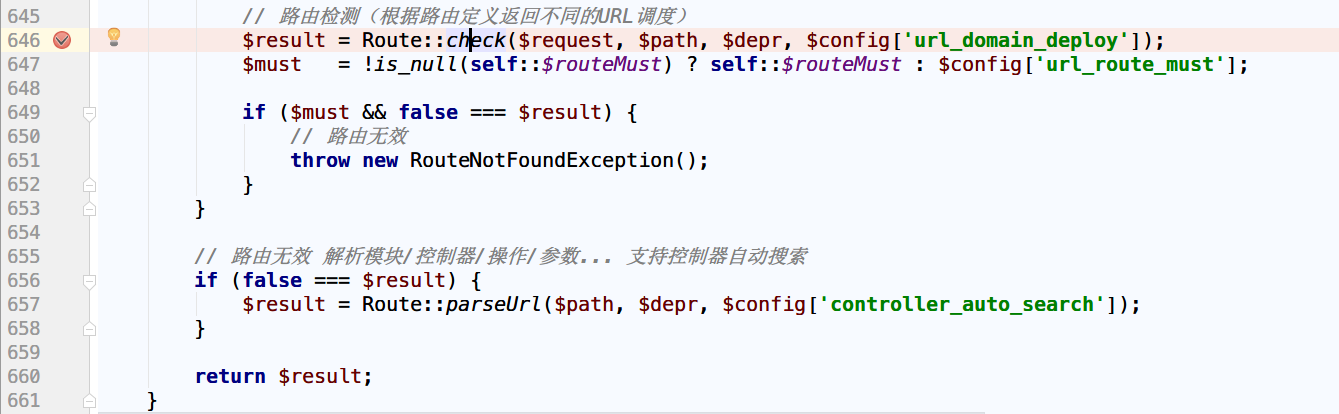 645 // 路由检测（根据路由定义返回不同的URL调度）
646 $result = Route::check($request, $path, $depr, $config['url_domain_deploy']);
647 $must   = !is_null(self::$routeMust) ? self::$routeMust : $config['url_route_must'];
648
649 if ($must && false === $result) {
650 // 路由无效
651 throw new RouteNotFoundException();
652 }
653 }
654
655 // 路由无效 解析模块/控制器/操作/参数... 支持控制器自动搜索
656 if (false === $result) {
657 $result = Route::parseUrl($path, $depr, $config['controller_auto_search']);
658 }
659
660 return $result;
661 }